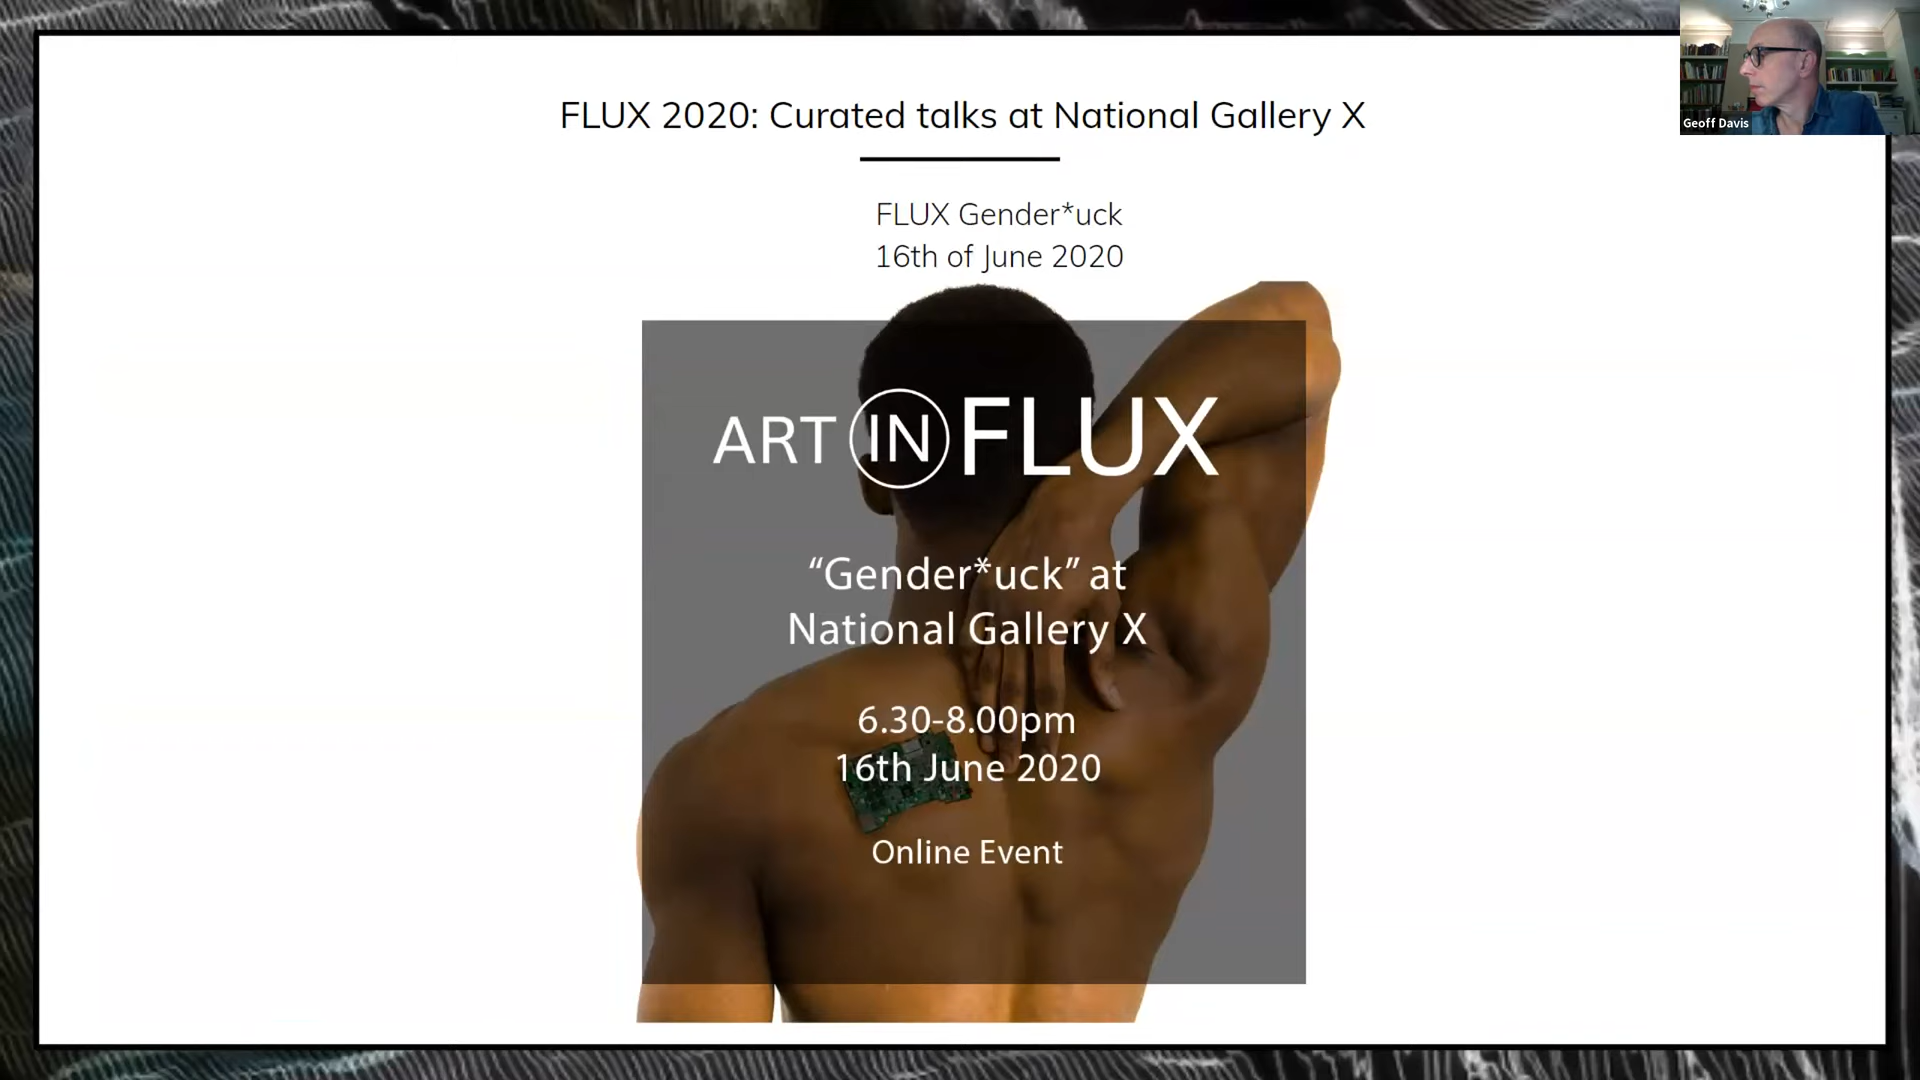 FLUX 2020: Curated talks at National Gallery X
Geoff Davis
FLUX Gender*uck
16th of June 2020
ART IN FLUX
“Gender*uck” at
National Gallery X
6.30-8.00pm
16th June 2020
Online Event